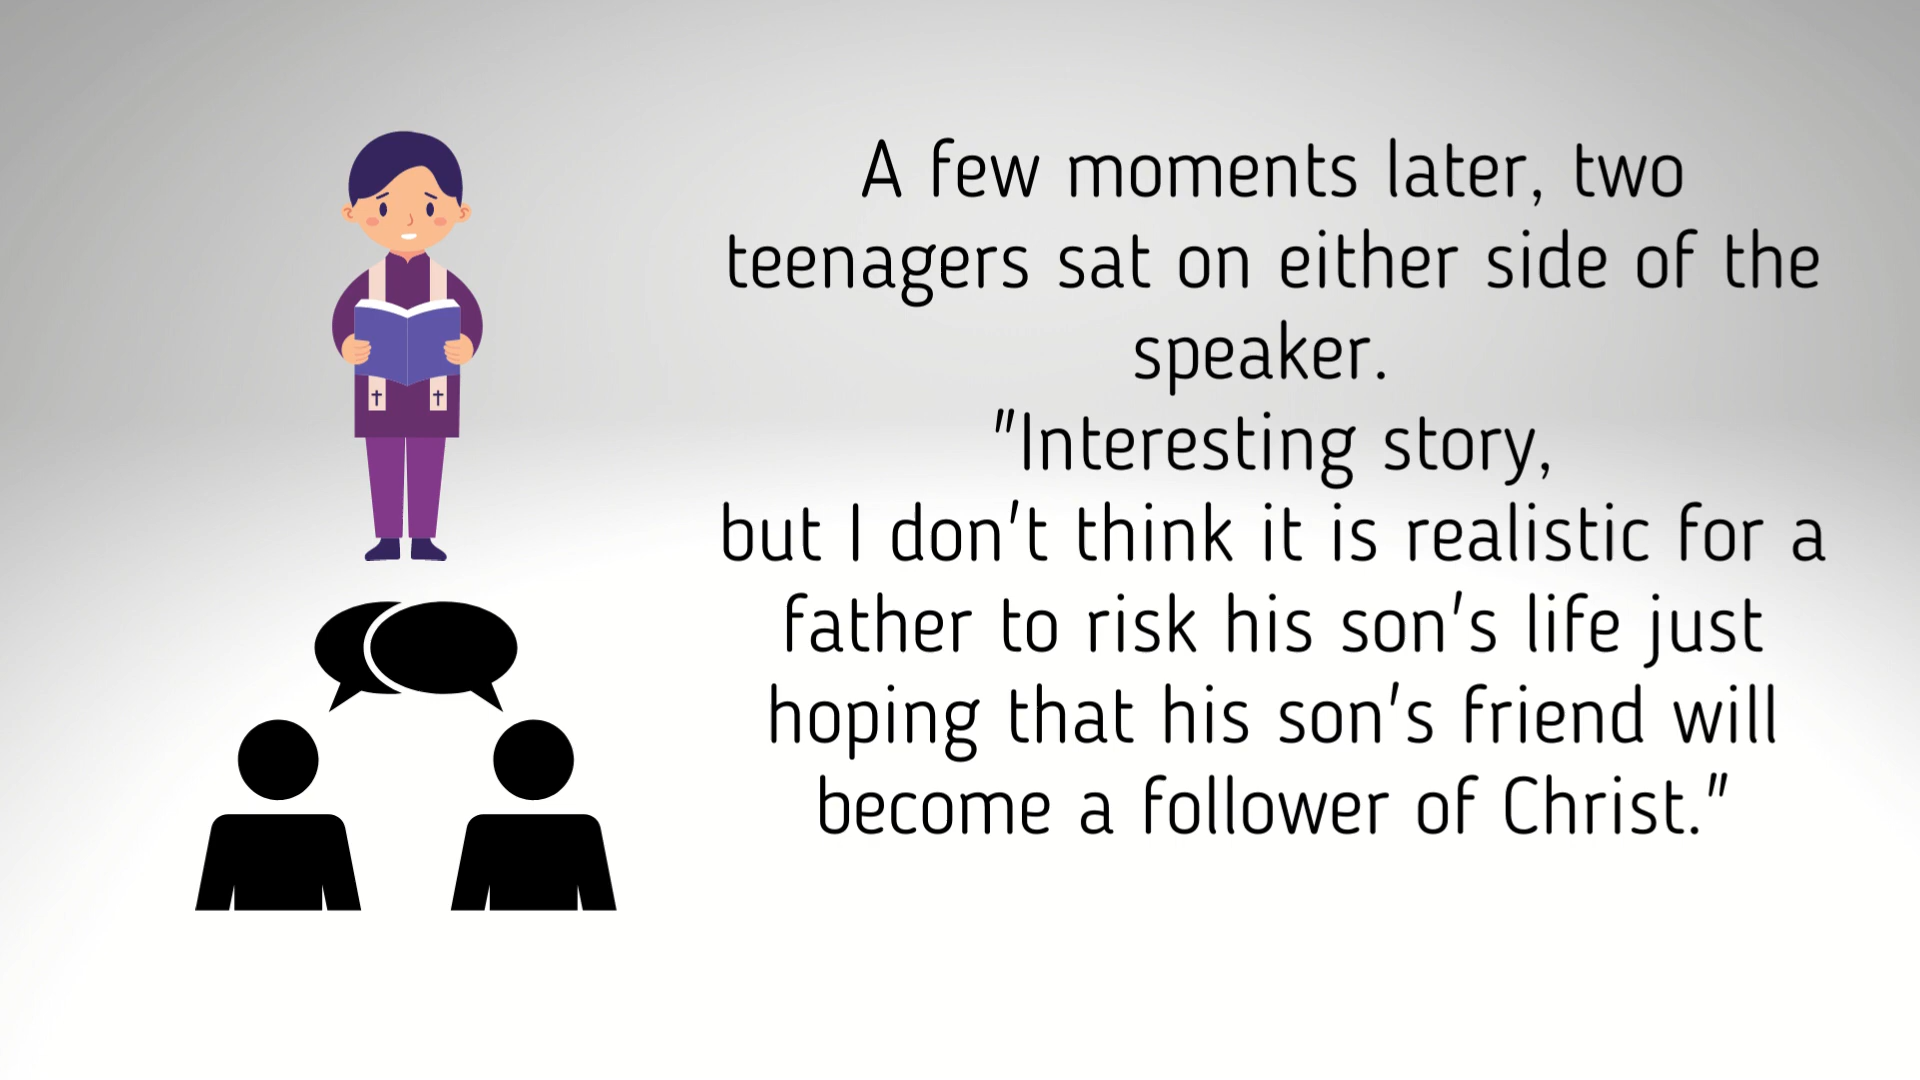 A few moments later, two
teenagers sat on either side of the
speaker.
"Interesting story,
but I don't think it is realistic for a
father to risk his son's life just
hoping that his son's friend will
become a follower of Christ."